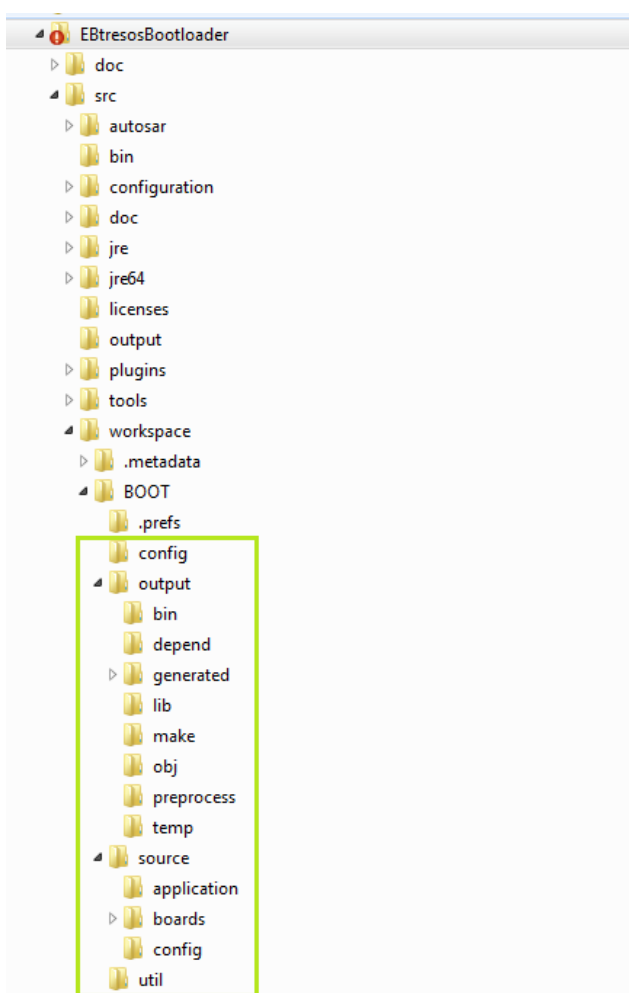 EBtresosBootloader
doc
src
autosar
bin
configuration
doc
jre
jre64
licenses
output
plugins
tools
workspace
.metadata
BOOT
.prefs
config
output
bin
depend
generated
lib
make
obj
preprocess
temp
source
application
boards
config
util